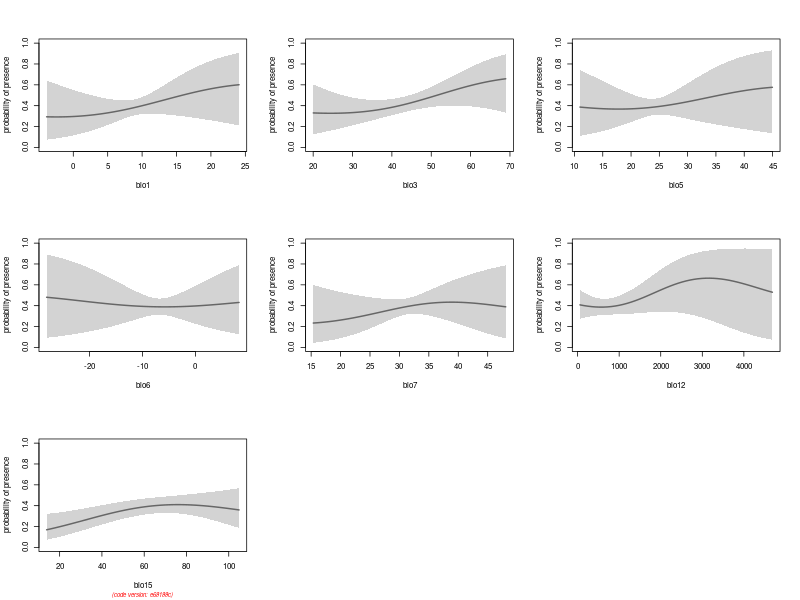 probability of presence
0.0 0.2 0.4 0.6 0.8 1.0
0 5 10 15 20 25
bio1
probability of presence
0.0 0.2 0.4 0.6 0.8 1.0
20 30 40 50 60 70
bio3
probability of presence
0.0 0.2 0.4 0.6 0.8 1.0
10 15 20 25 30 35 40 45
bio5
probability of presence
0.0 0.2 0.4 0.6 0.8 1.0
-20 -10 0
bio6
probability of presence
0.0 0.2 0.4 0.6 0.8 1.0
15 20 25 30 35 40 45
bio7
probability of presence
0.0 0.2 0.4 0.6 0.8 1.0
0 1000 2000 3000 4000
bio12
probability of presence
0.0 0.2 0.4 0.6 0.8 1.0
20 40 60 80 100
bio15